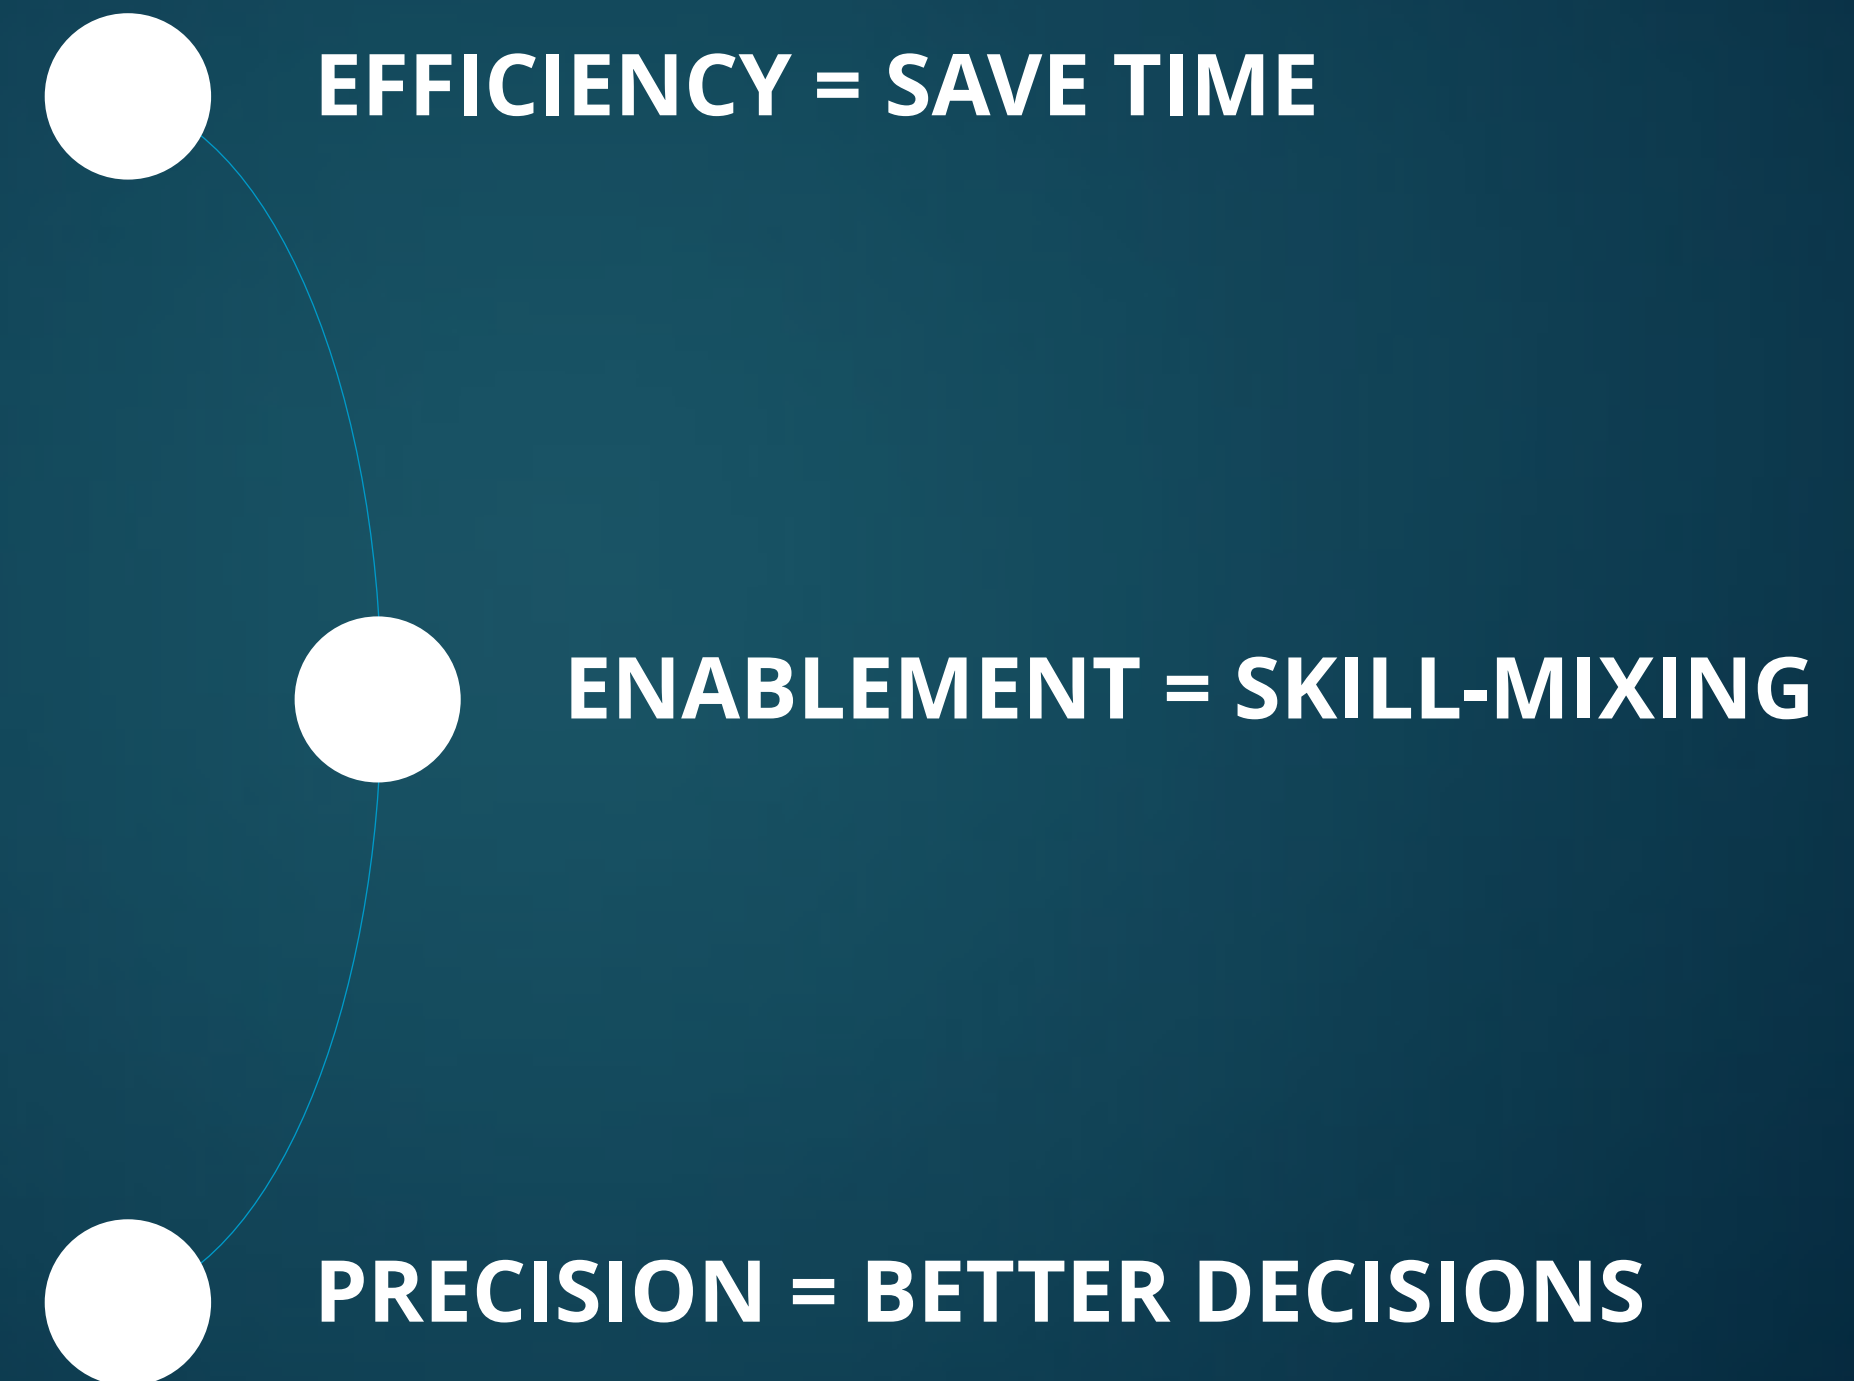 EFFICIENCY = SAVE TIME
ENABLEMENT = SKILL-MIXING
PRECISION = BETTER DECISIONS